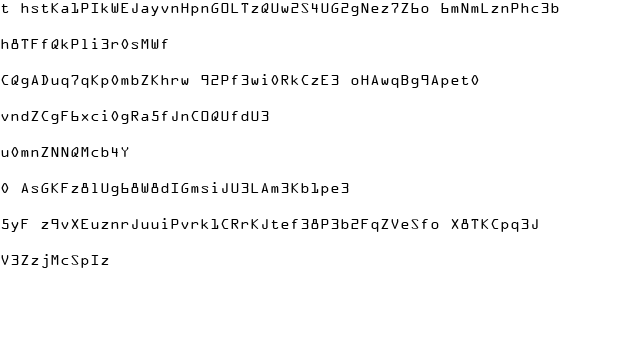 t hstKa1PIkWEJayvnHpnGOLTzQUw2S4UG2gNez7Z6o 6mNmLznPhc3b
h8TFfQkPli3r0sMWf
CQgADuq7qKp0mbZKhrw 92Pf3wi0RkCzE3 oHAwqBg9Apet0
vndZCgF6xci0gRa5fJnCOQUfdU3
u0mnZNNQMcb4Y
0 AsGKFz8lUg68W8dIGmsiJU3LAm3Kb1pe3
5yF z9vXEuznrJuuiPvrk1CRrKJtef38P3b2FqZVeSfo X8TKCpq3J
V3ZzjMcSpIz